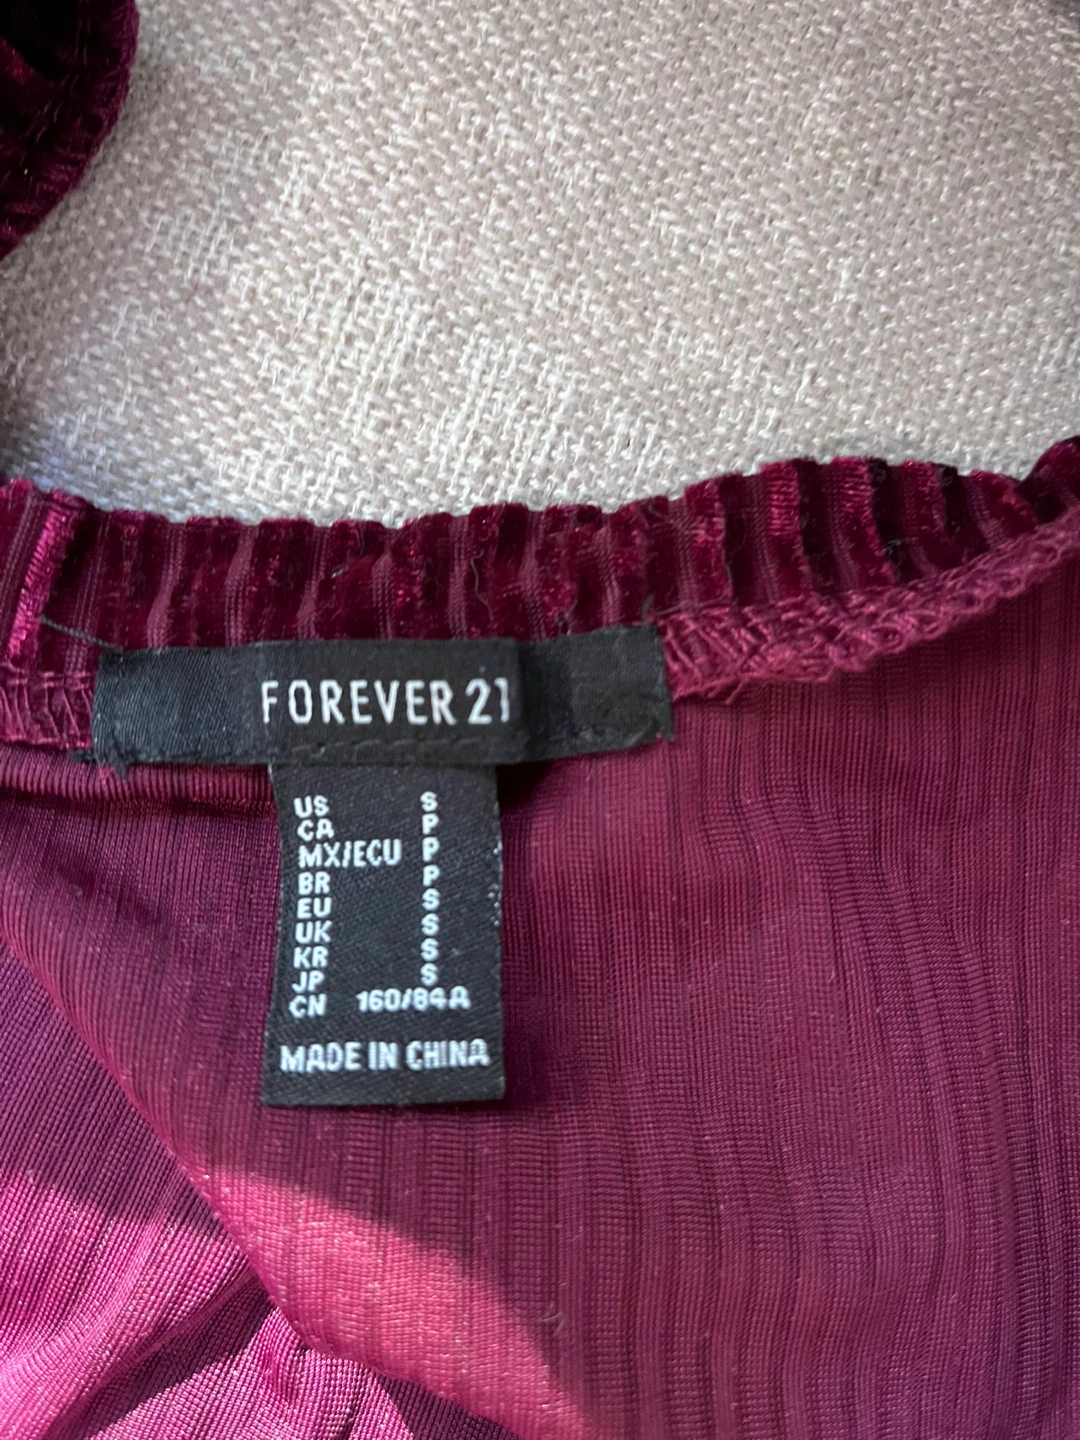 FOREVER 21
US S
CA P
MX/ECU P
BR P
EU S
UK S
KR S
JP S
CN 160/84A
MADE IN CHINA